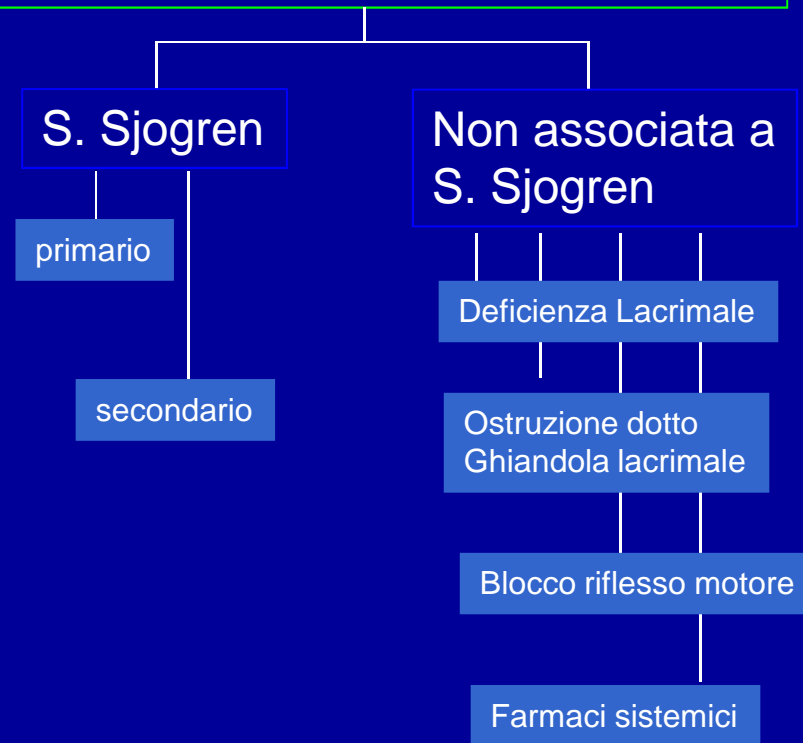 S. Sjogren
Non associata a
S. Sjogren
primario
secondario
Deficienza Lacrimale
Ostruzione dotto
Ghiandola lacrimale
Blocco riflesso motore
Farmaci sistemici